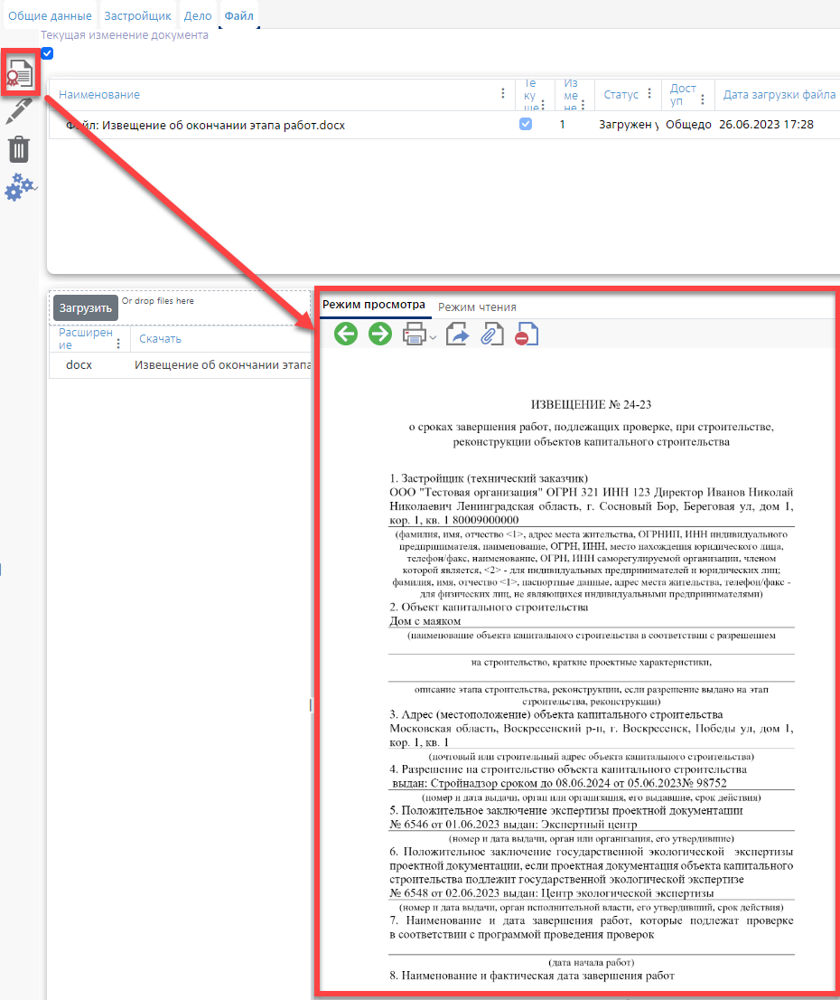 Общие данные Застройщик Дело Файл
Текущая изменение документа
Наименование Те Из Статус Дост Дата загрузки файла
ку ме уп
ще не
Файл: Извещение об окончании этапа работ.docx 1 Загружен у Общедо 26.06.2023 17:28
Загрузить Or drop files here
Расширен Скачать
ие
docx Извещение об окончании этапа
Режим просмотра Режим чтения
ИЗВЕЩЕНИЕ № 24-23
о сроках завершения работ, подлежащих проверке, при строительстве,
реконструкции объектов капитального строительства
1. Застройщик (технический заказчик)
ООО "Тестовая организация" ОГРН 321 ИНН 123 Директор Иванов Николай
Николаевич Ленинградская область, г. Сосновый Бор, Береговая ул, дом 1,
кор. 1, кв. 1 80009000000
(фамилия, имя, отчество <1>, адрес места жительства, ОГРНИП, ИНН индивидуального
предпринимателя, наименование, ОГРН, ИНН, место нахождения юридического лица,
телефон/факс, наименование, ОГРН, ИНН саморегулируемой организации, членом
которой является, <2> - для индивидуальных предпринимателей и юридических лиц;
фамилия, имя, отчество <1>, паспортные данные, адрес места жительства, телефон/факс -
для физических лиц, не являющихся индивидуальными предпринимателями)
2. Объект капитального строительства
Дом с маяком
(наименование объекта капитального строительства в соответствии с разрешением
на строительство, краткие проектные характеристики,
описание этапа строительства, реконструкции, если разрешение выдано на этап
строительства, реконструкции)
3. Адрес (местоположение) объекта капитального строительства
Московская область, Воскресенский р-н, г. Воскресенск, Победы ул, дом 1,
кор. 1, кв. 1
(почтовый или строительный адрес объекта капитального строительства)
4. Разрешение на строительство объекта капитального строительства
выдан: Стройнадзор сроком до 08.06.2024 от 05.06.2023№ 98752
(номер и дата выдачи, орган или организация, его выдавшие, срок действия)
5. Положительное заключение экспертизы проектной документации
№ 6546 от 01.06.2023 выдан: Экспертный центр
(номер и дата выдачи, орган или организация, его утвердившие)
6. Положительное заключение государственной экологической экспертизы
проектной документации, если проектная документация объекта капитального
строительства подлежит государственной экологической экспертизе
№ 6548 от 02.06.2023 выдан: Центр экологической экспертизы
(номер и дата выдачи, орган исполнительной власти, его утвердивший, срок действия)
7. Наименование и дата завершения работ, которые подлежат проверке
в соответствии с программой проведения проверок
(дата начала работ)
8. Наименование и фактическая дата завершения работ